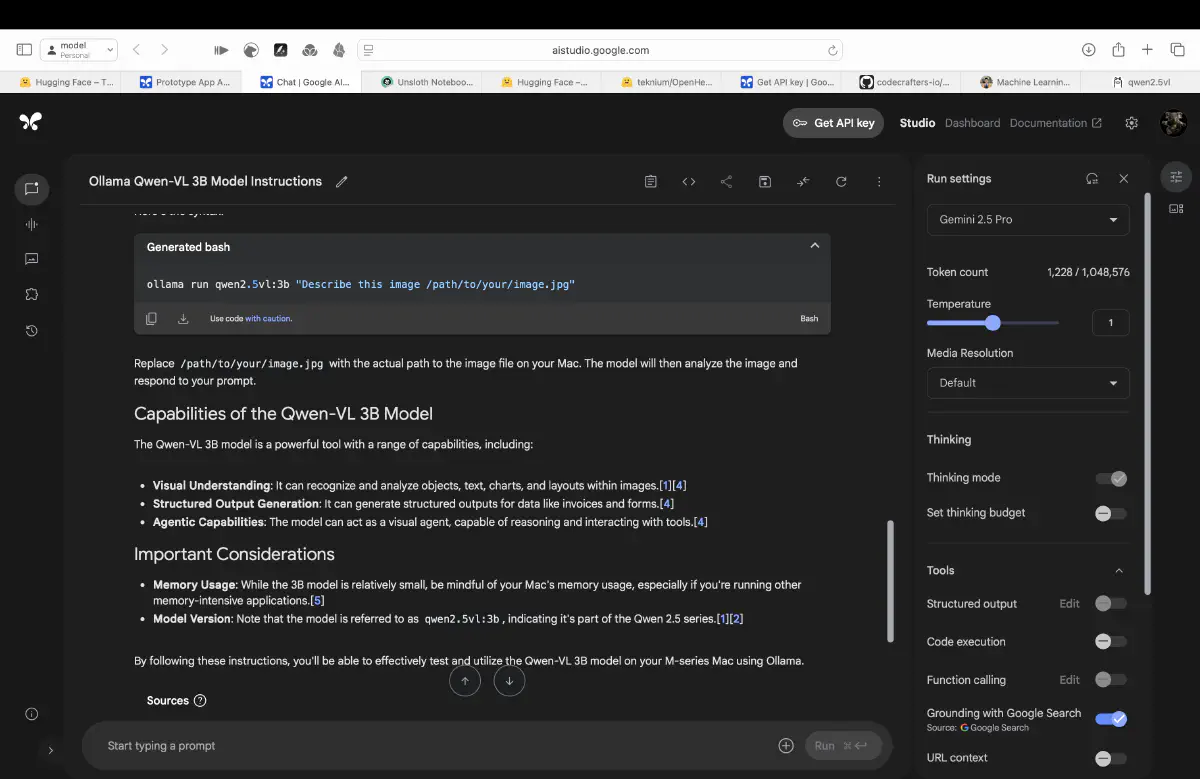 model
Personal
aistudio.google.com
Hugging Face – T...
Prototype App A...
Chat | Google AI...
Unsloth Noteboo...
Hugging Face –...
teknium/OpenHe...
Get API key | Goo...
codecrafters-io/...
Machine Learnin...
qwen2.5vl
Get API key
Studio
Dashboard
Documentation
Ollama Qwen-VL 3B Model Instructions
Generated bash
ollama run qwen2.5vl:3b "Describe this image /path/to/your/image.jpg"
Use code with caution.
Bash
Replace /path/to/your/image.jpg with the actual path to the image file on your Mac. The model will then analyze the image and
respond to your prompt.
Capabilities of the Qwen-VL 3B Model
The Qwen-VL 3B model is a powerful tool with a range of capabilities, including:
• Visual Understanding: It can recognize and analyze objects, text, charts, and layouts within images.[1][4]
• Structured Output Generation: It can generate structured outputs for data like invoices and forms.[4]
• Agentic Capabilities: The model can act as a visual agent, capable of reasoning and interacting with tools.[4]
Important Considerations
• Memory Usage: While the 3B model is relatively small, be mindful of your Mac's memory usage, especially if you're running other
memory-intensive applications.[5]
• Model Version: Note that the model is referred to as qwen2.5vl:3b, indicating it's part of the Qwen 2.5 series.[1][2]
By following these instructions, you'll be able to effectively test and utilize the Qwen-VL 3B model on your M-series Mac using Ollama.
Sources
Start typing a prompt
Run ⌘↩
Run settings
Gemini 2.5 Pro
Token count 1,228 / 1,048,576
Temperature
1
Media Resolution
Default
Thinking
Thinking mode
Set thinking budget
Tools
Structured output Edit
Code execution
Function calling Edit
Grounding with Google Search
Source: Google Search
URL context